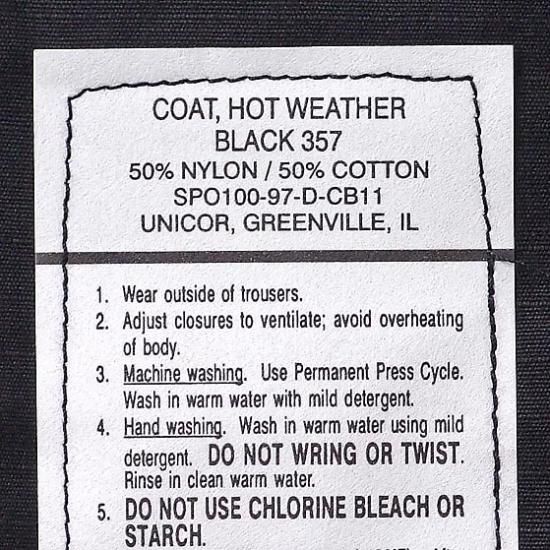 COAT, HOT WEATHER
BLACK 357
50% NYLON / 50% COTTON
SPO100-97-D-CB11
UNICOR, GREENVILLE, IL
1. Wear outside of trousers.
2. Adjust closures to ventilate; avoid overheating
of body.
3. Machine washing. Use Permanent Press Cycle.
Wash in warm water with mild detergent.
4. Hand washing. Wash in warm water using mild
detergent. DO NOT WRING OR TWIST.
Rinse in clean warm water.
5. DO NOT USE CHLORINE BLEACH OR
STARCH.